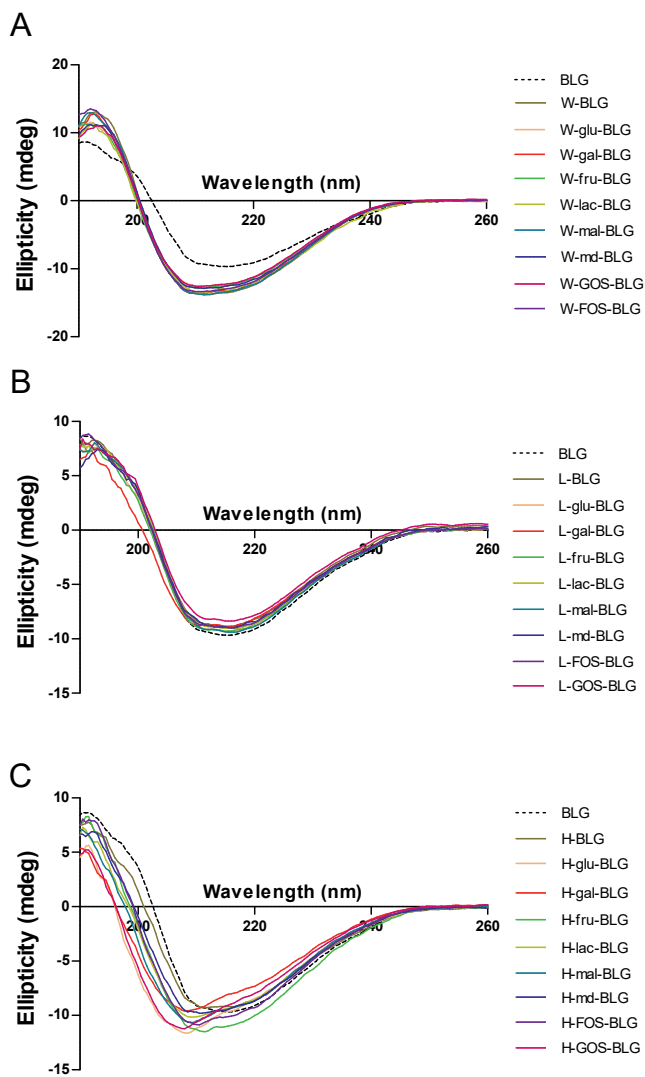 A
Ellipticity (mdeg)
20
10
0
-10
-20
Wavelength (nm)
200
220
240
260
BLG
W-BLG
W-glu-BLG
W-gal-BLG
W-fru-BLG
W-lac-BLG
W-mal-BLG
W-md-BLG
W-GOS-BLG
W-FOS-BLG
B
Ellipticity (mdeg)
10
5
0
-5
-10
-15
Wavelength (nm)
200
220
240
260
BLG
L-BLG
L-glu-BLG
L-gal-BLG
L-fru-BLG
L-lac-BLG
L-mal-BLG
L-md-BLG
L-FOS-BLG
L-GOS-BLG
C
Ellipticity (mdeg)
10
5
0
-5
-10
-15
Wavelength (nm)
200
220
240
260
BLG
H-BLG
H-glu-BLG
H-gal-BLG
H-fru-BLG
H-lac-BLG
H-mal-BLG
H-md-BLG
H-FOS-BLG
H-GOS-BLG